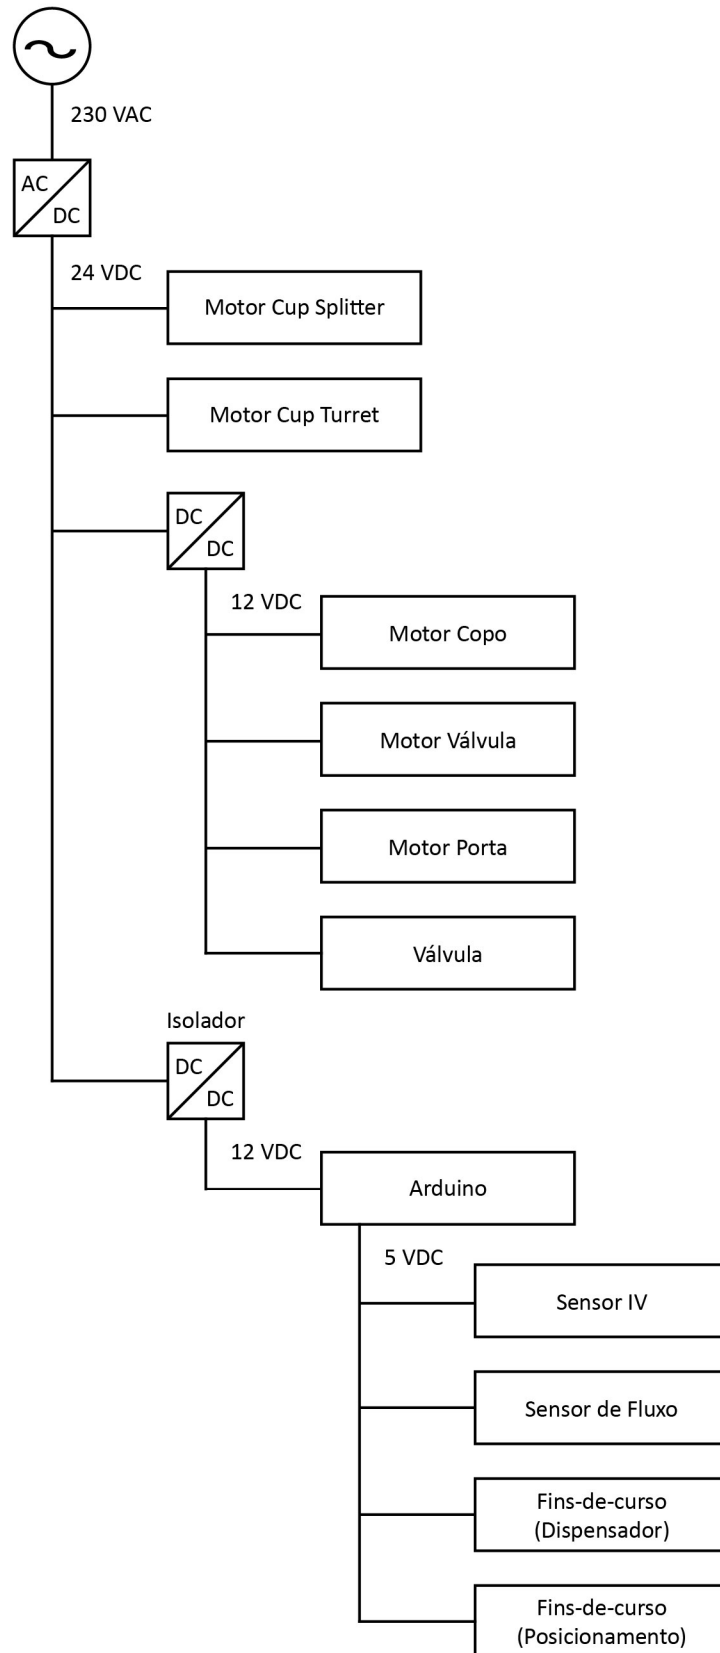 230 VAC
AC
DC
24 VDC
Motor Cup Splitter
Motor Cup Turret
DC
DC
12 VDC
Motor Copo
Motor Válvula
Motor Porta
Válvula
Isolador
DC
DC
12 VDC
Arduino
5 VDC
Sensor IV
Sensor de Fluxo
Fins-de-curso
(Dispensador)
Fins-de-curso
(Posicionamento)